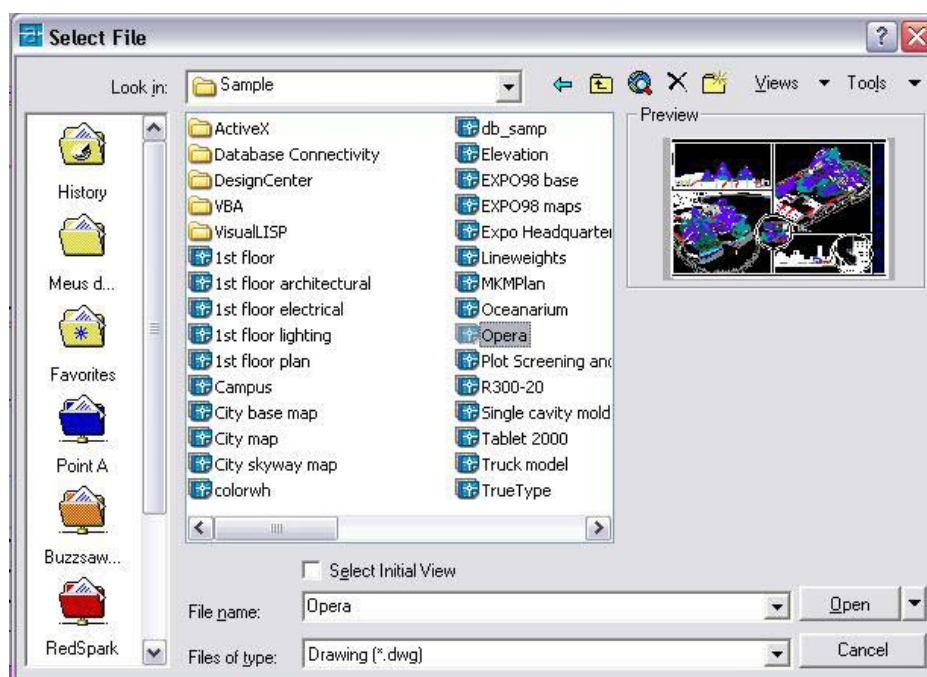 Select File
Look in: Sample Views Tools
History
Meus d...
Favorites
Point A
Buzzsaw...
RedSpark
ActiveX
Database Connectivity
DesignCenter
VBA
VisualLISP
1st floor
1st floor architectural
1st floor electrical
1st floor lighting
1st floor plan
Campus
City base map
City map
City skyway map
colorwh
db_samp
Elevation
EXPO98 base
EXPO98 maps
Expo Headquarter
Lineweights
MKMPlan
Oceanarium
Opera
Plot Screening and
R300-20
Single cavity mold
Tablet 2000
Truck model
TrueType
Preview
Select Initial View
File name: Opera Open
Files of type: Drawing (*.dwg) Cancel